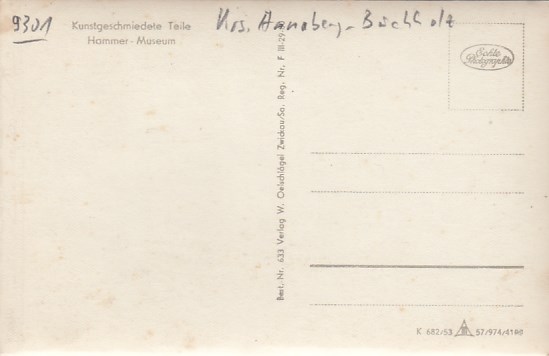 9301
Krs. Annaberg-Buchholz
Kunstgeschmiedete Teile
Hammer-Museum
Echte
Photographie
Best. Nr. 633 Verlag W. Oelschlägel Zwickau/Sa. Reg. Nr. F III-29-
K 682/53 57/974/4100